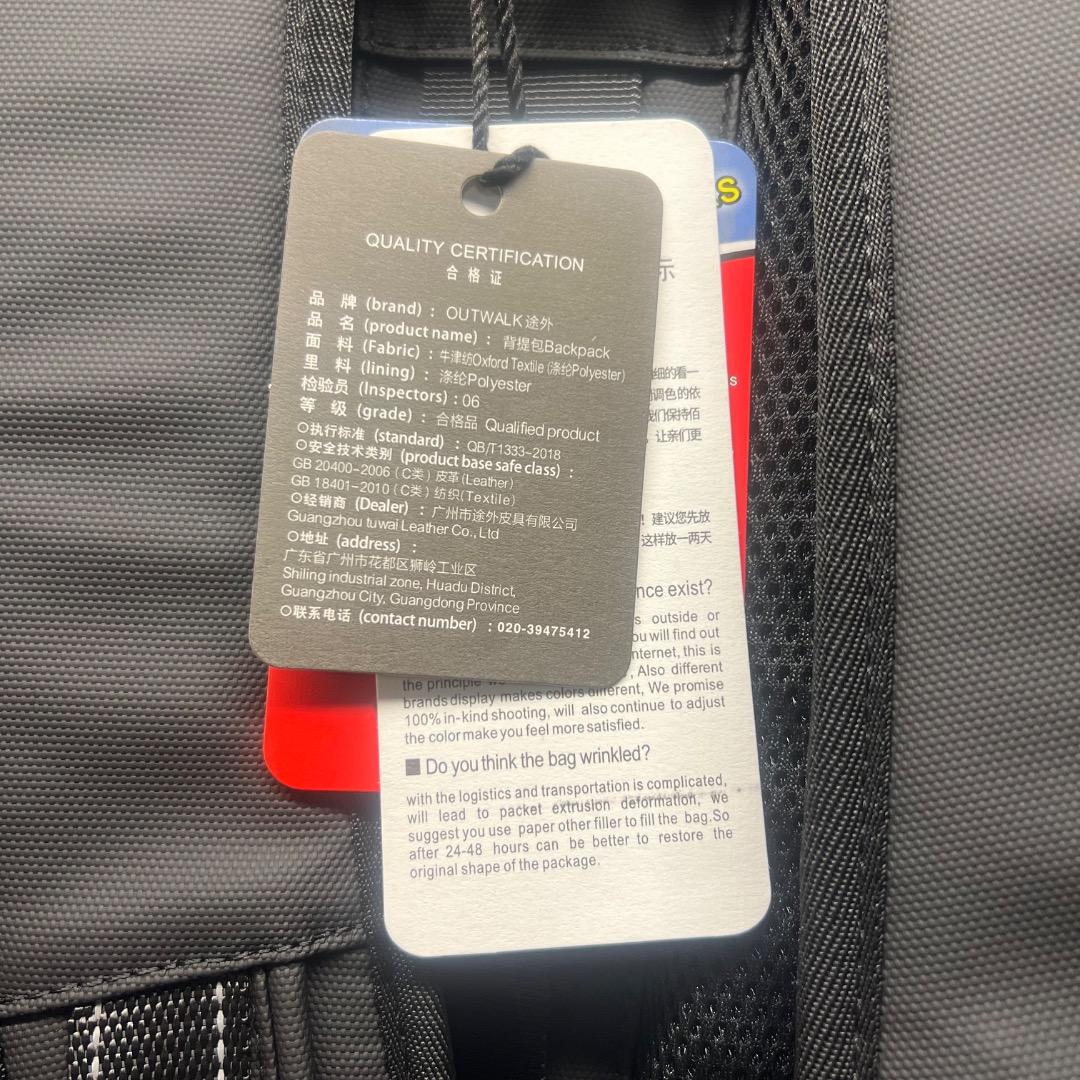 QUALITY CERTIFICATION
合格证
品 牌 (brand) : OUTWALK途外
品 名 (product name) : 背提包Backpack
面 料 (Fabric) : 牛津纺Oxford Textile (涤纶Polyester)
里 料 (lining) : 涤纶Polyester
检验员 (Inspectors) : 06
等 级 (grade) : 合格品 Qualified product
○执行标准 (standard) : QB/T1333-2018
○安全技术类别 (product base safe class) :
GB 20400-2006 (C类) 皮革(Leather)
GB 18401-2010 (C类) 纺织(Textile)
○经销商 (Dealer) : 广州市途外皮具有限公司
Guangzhou tuwai Leather Co., Ltd
○地址 (address) :
广东省广州市花都区狮岭工业区
Shiling industrial zone, Huadu District,
Guangzhou City, Guangdong Province
○联系电话 (contact number) : 020-39475412
S
示
s
细的看一
调色的依
我们保持佰
, 让亲们更
! 建议您先放
这样放一两天
nce exist?
s outside or
ou will find out
nternet, this is
the principle , Also different
brands display makes colors different, We promise
100% in-kind shooting, will also continue to adjust
the color make you feel more satisfied.
■ Do you think the bag wrinkled?
with the logistics and transportation is complicated,
will lead to packet extrusion deformation, we
suggest you use paper other filler to fill the bag.So
after 24-48 hours can be better to restore the
original shape of the package.